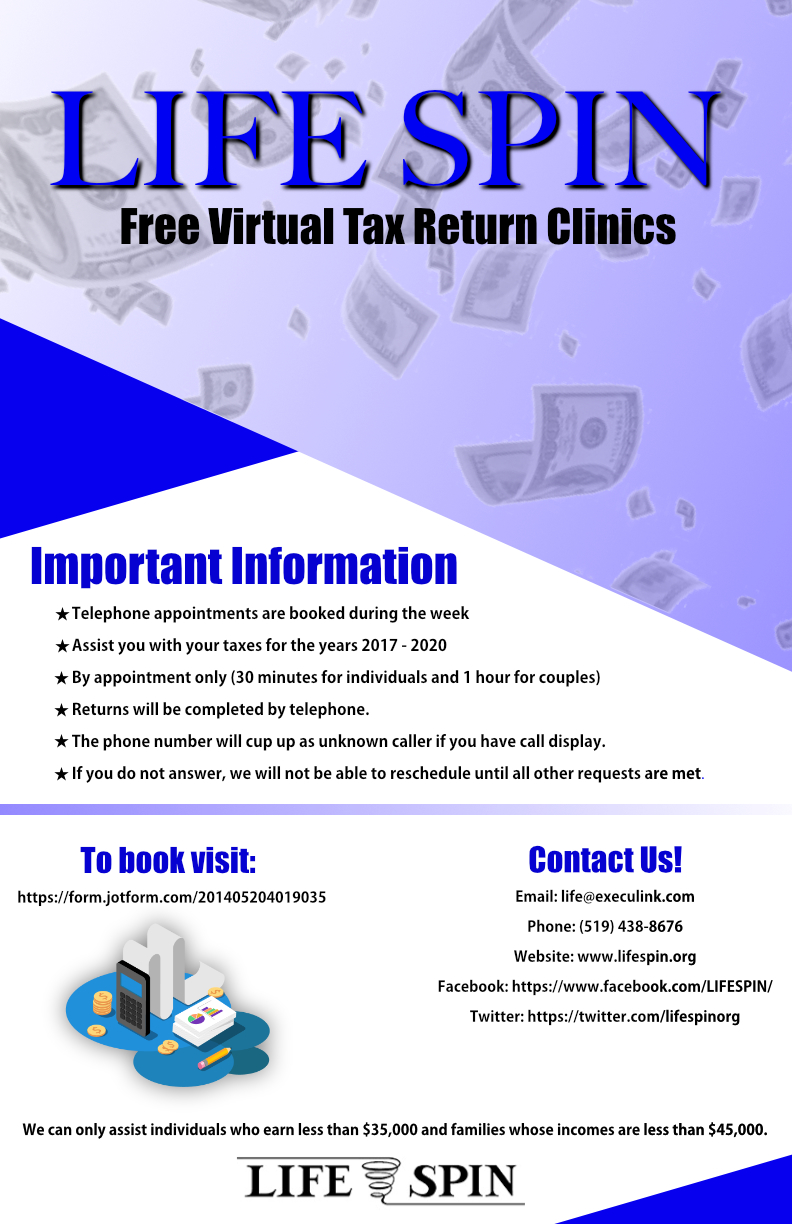 LIFE SPIN
Free Virtual Tax Return Clinics
Important Information
★ Telephone appointments are booked during the week
★ Assist you with your taxes for the years 2017 - 2020
★ By appointment only (30 minutes for individuals and 1 hour for couples)
★ Returns will be completed by telephone.
★ The phone number will cup up as unknown caller if you have call display.
★ If you do not answer, we will not be able to reschedule until all other requests are met.
To book visit:
https://form.jotform.com/201405204019035
Contact Us!
Email: life@execulink.com
Phone: (519) 438-8676
Website: www.lifespin.org
Facebook: https://www.facebook.com/LIFESPIN/
Twitter: https://twitter.com/lifespinorg
We can only assist individuals who earn less than $35,000 and families whose incomes are less than $45,000.
LIFE SPIN